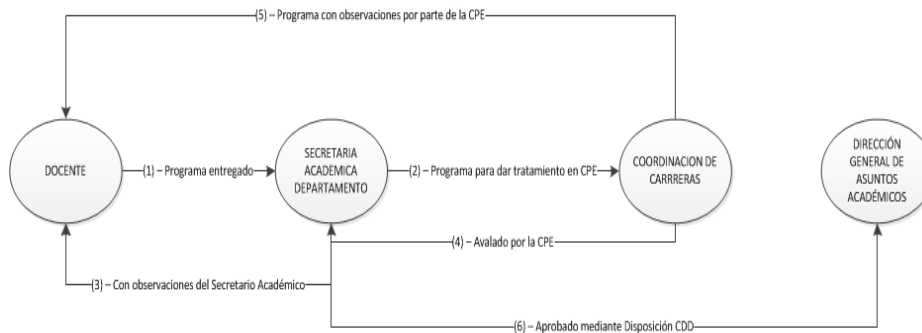 (5) – Programa con observaciones por parte de la CPE
DOCENTE
(1) – Programa entregado
SECRETARIA
ACADEMICA
DEPARTAMENTO
(2) – Programa para dar tratamiento en CPE
COORDINACION DE
CARRRERAS
DIRECCIÓN
GENERAL DE
ASUNTOS
ACADÉMICOS
(4) – Avalado por la CPE
(3) – Con observaciones del Secretario Académico
(6) – Aprobado mediante Disposición CDD